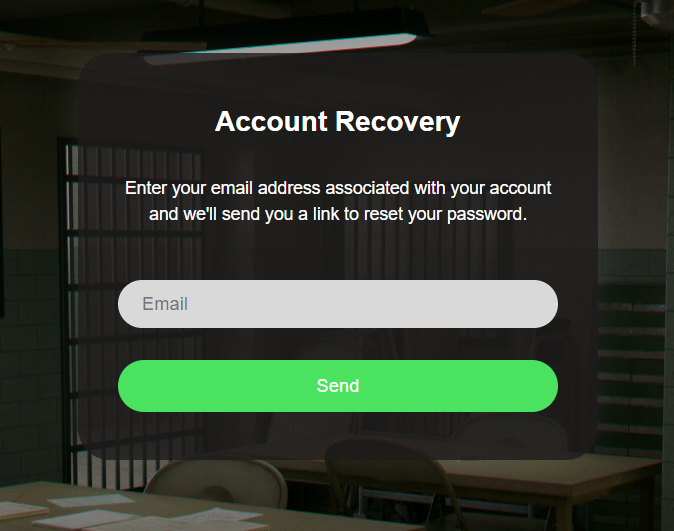 Account Recovery
Enter your email address associated with your account
and we'll send you a link to reset your password.
Email
Send